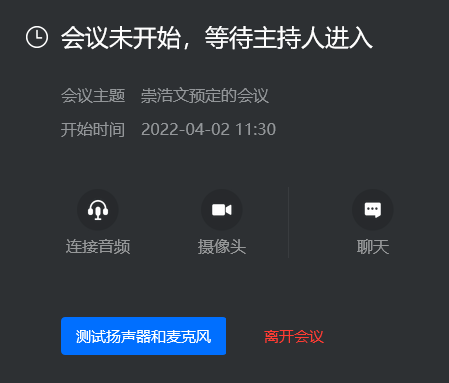 会议未开始，等待主持人进入
会议主题 崇浩文预定的会议
开始时间 2022-04-02 11:30
连接音频 摄像头 聊天
测试扬声器和麦克风 离开会议